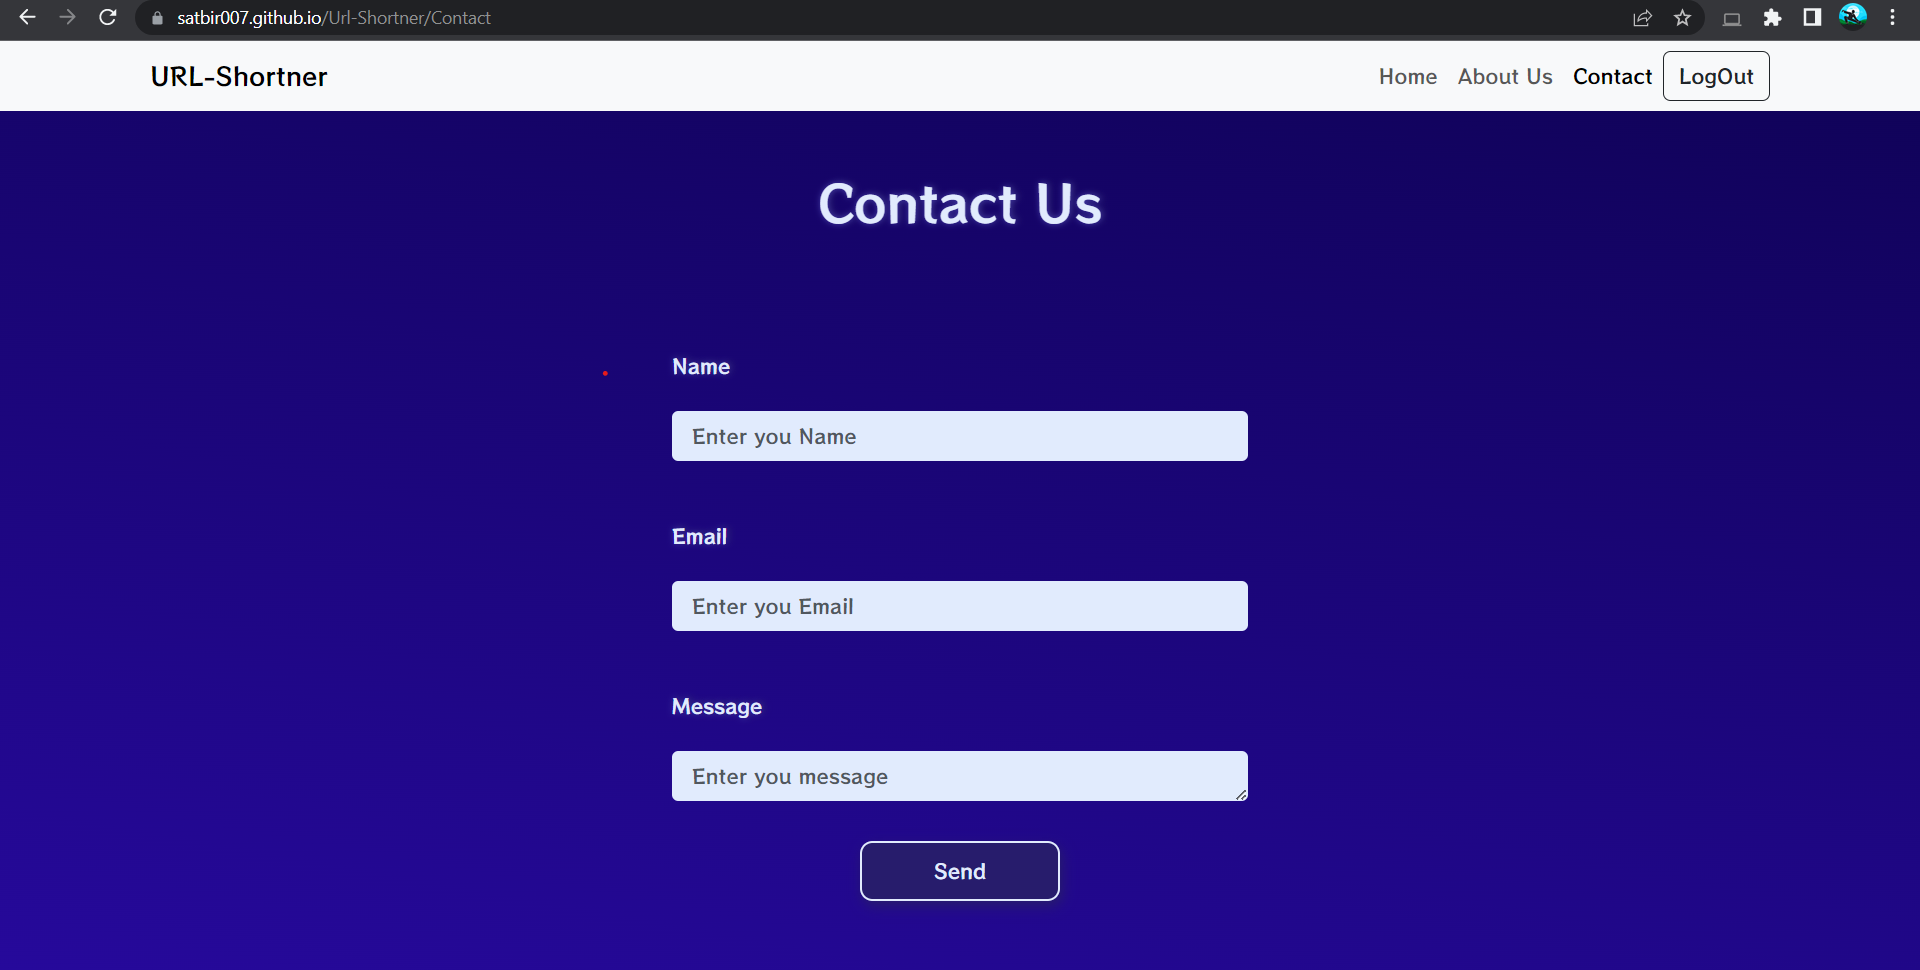 satbir007.github.io/Url-Shortner/Contact
URL-Shortner
Home About Us Contact LogOut
Contact Us
Name
Enter you Name
Email
Enter you Email
Message
Enter you message
Send